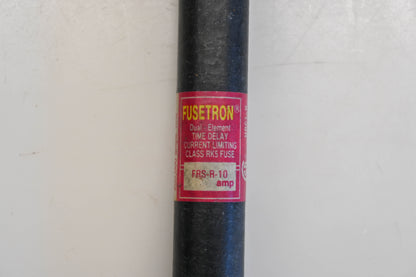 FUSETRON®
Dual - Element
TIME DELAY
CURRENT LIMITING
CLASS RK5 FUSE
FRS-R-10
amp